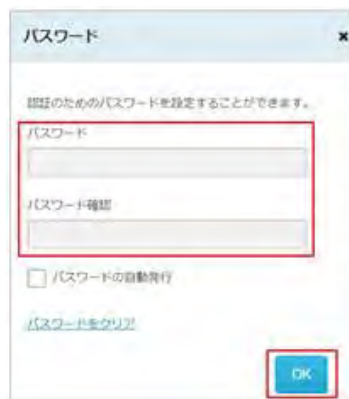 パスワード
×
認証のためのパスワードを設定することができます。
パスワード
パスワード確認
パスワードの自動発行
パスワードをクリア
OK